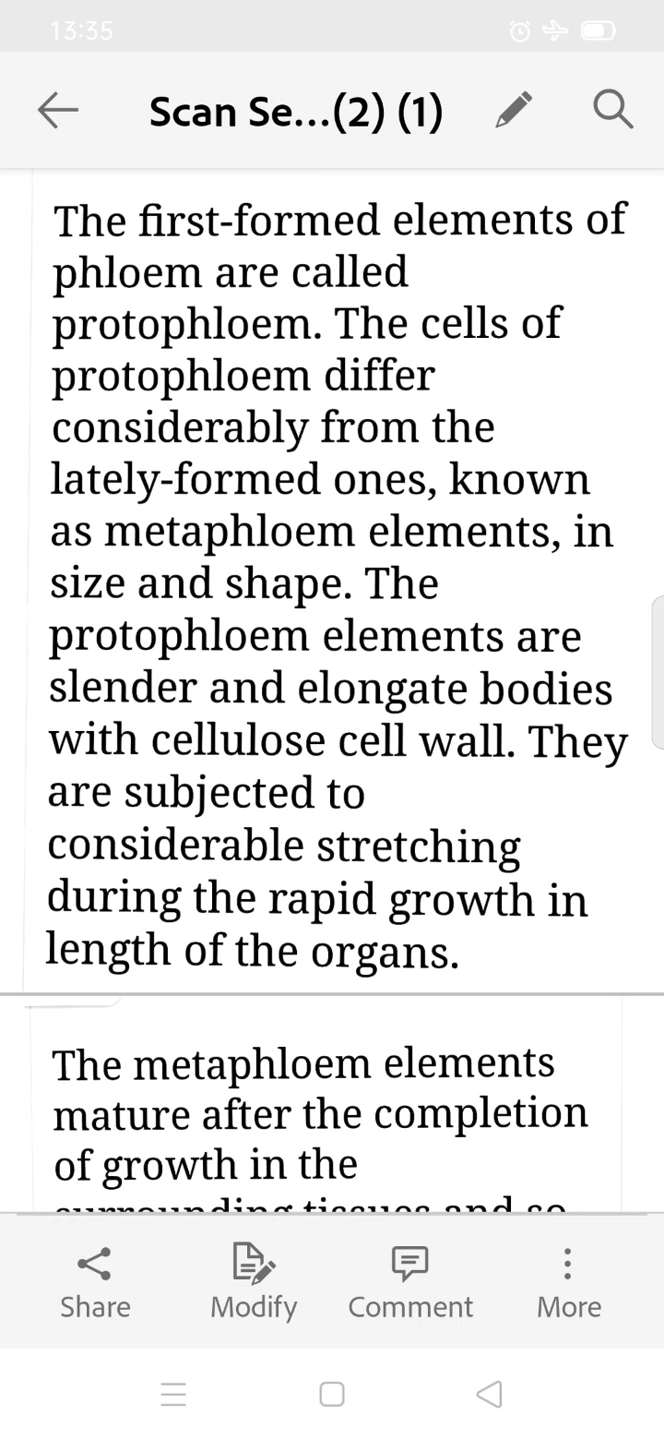 13:35
Scan Se...(2) (1)
The first-formed elements of
phloem are called
protophloem. The cells of
protophloem differ
considerably from the
lately-formed ones, known
as metaphloem elements, in
size and shape. The
protophloem elements are
slender and elongate bodies
with cellulose cell wall. They
are subjected to
considerable stretching
during the rapid growth in
length of the organs.
The metaphloem elements
mature after the completion
of growth in the
surrounding tissues and so
Share Modify Comment More